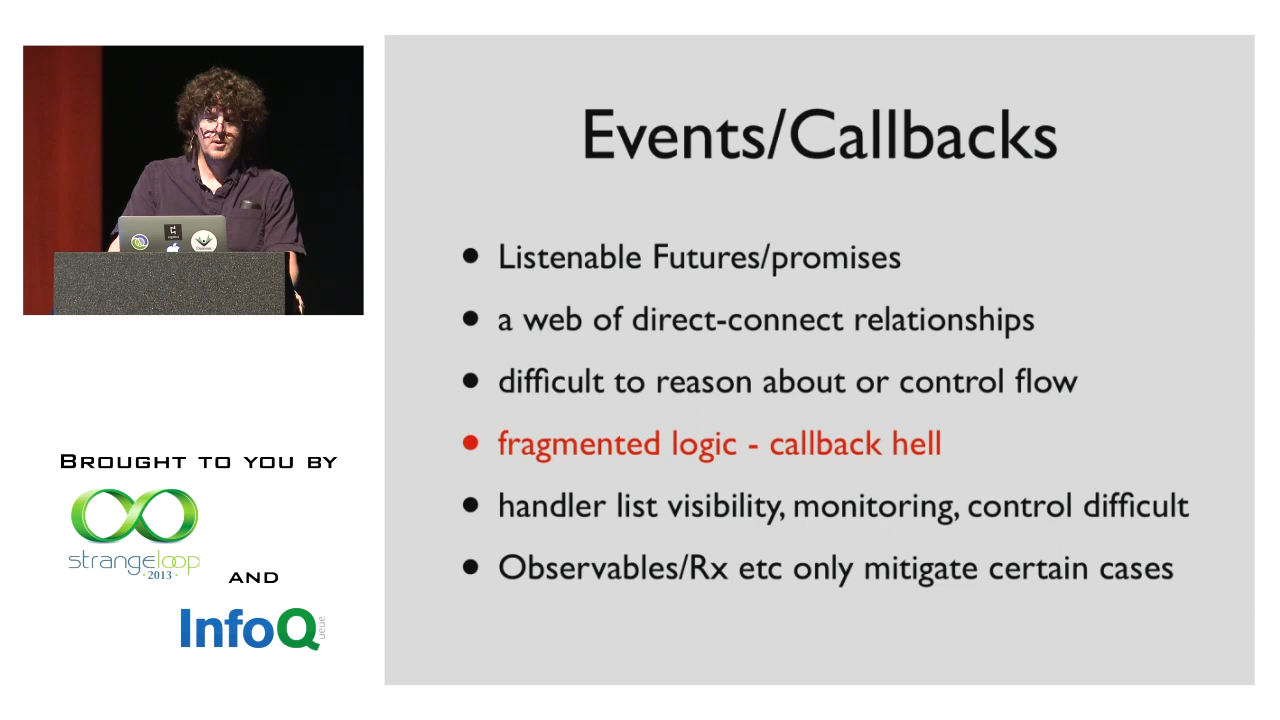 Events/Callbacks
• Listenable Futures/promises
• a web of direct-connect relationships
• difficult to reason about or control flow
• fragmented logic - callback hell
• handler list visibility, monitoring, control difficult
• Observables/Rx etc only mitigate certain cases
BROUGHT TO YOU BY
strangeloop
·2013·
AND
InfoQ
ueue